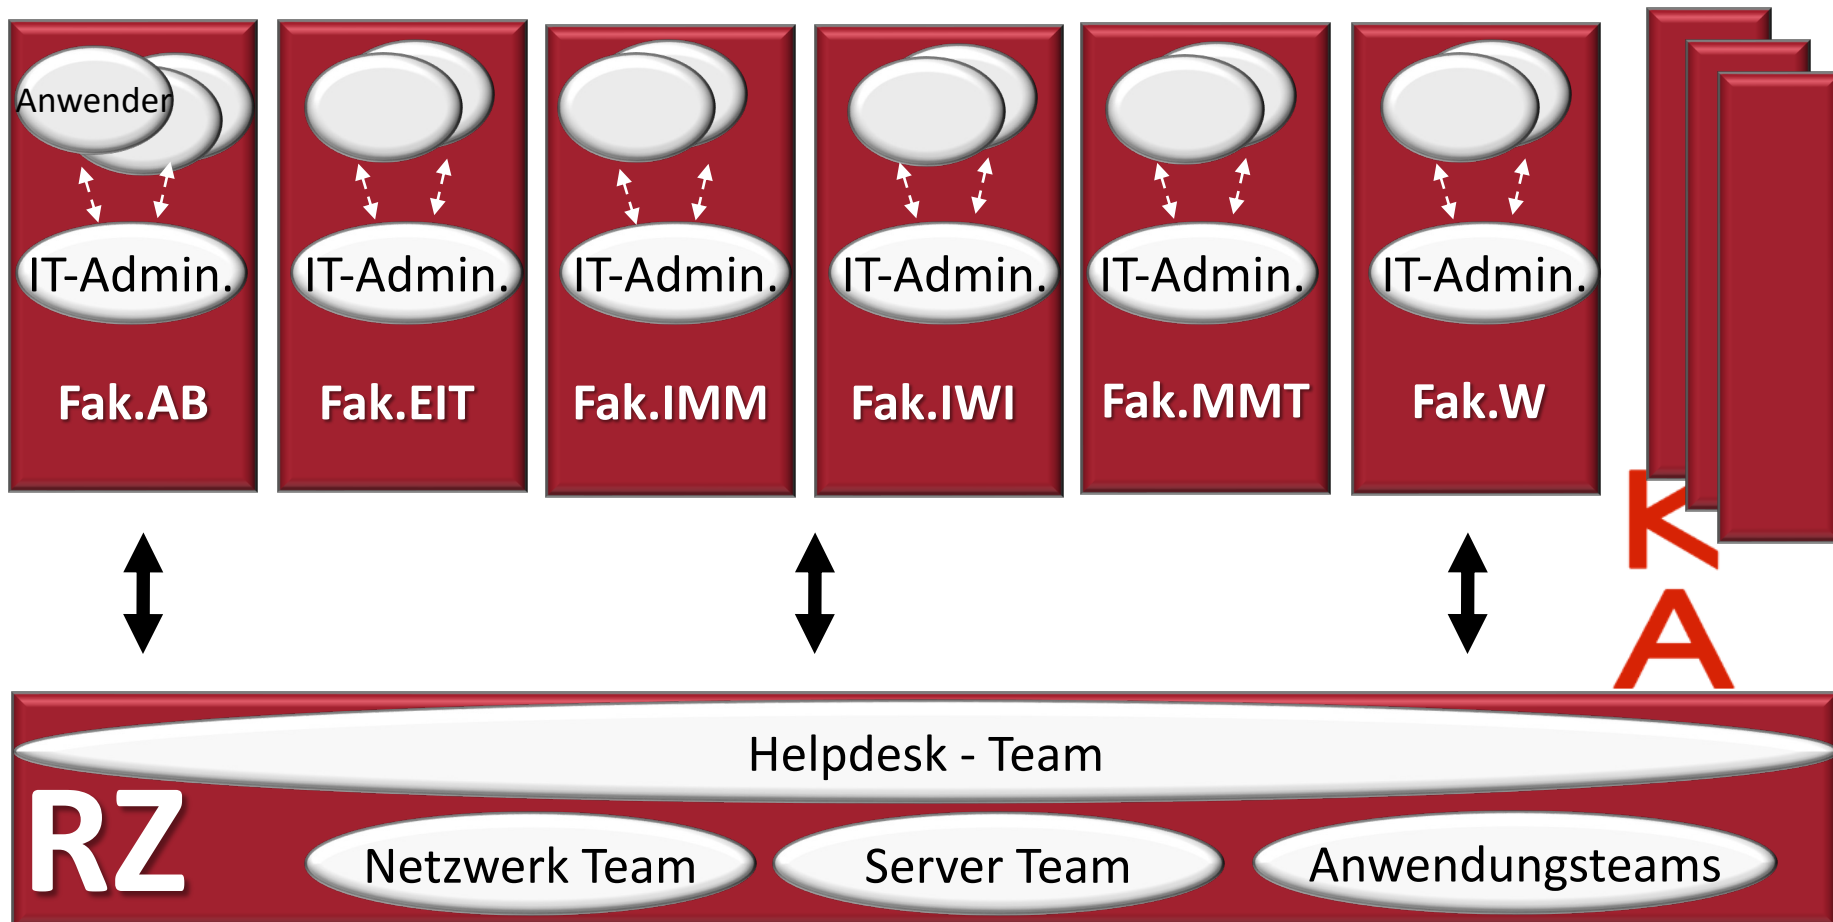 Anwender
IT-Admin. IT-Admin. IT-Admin. IT-Admin. IT-Admin. IT-Admin.
Fak.AB Fak.EIT Fak.IMM Fak.IWI Fak.MMT Fak.W
K
A
Helpdesk - Team
RZ
Netzwerk Team Server Team Anwendungsteams